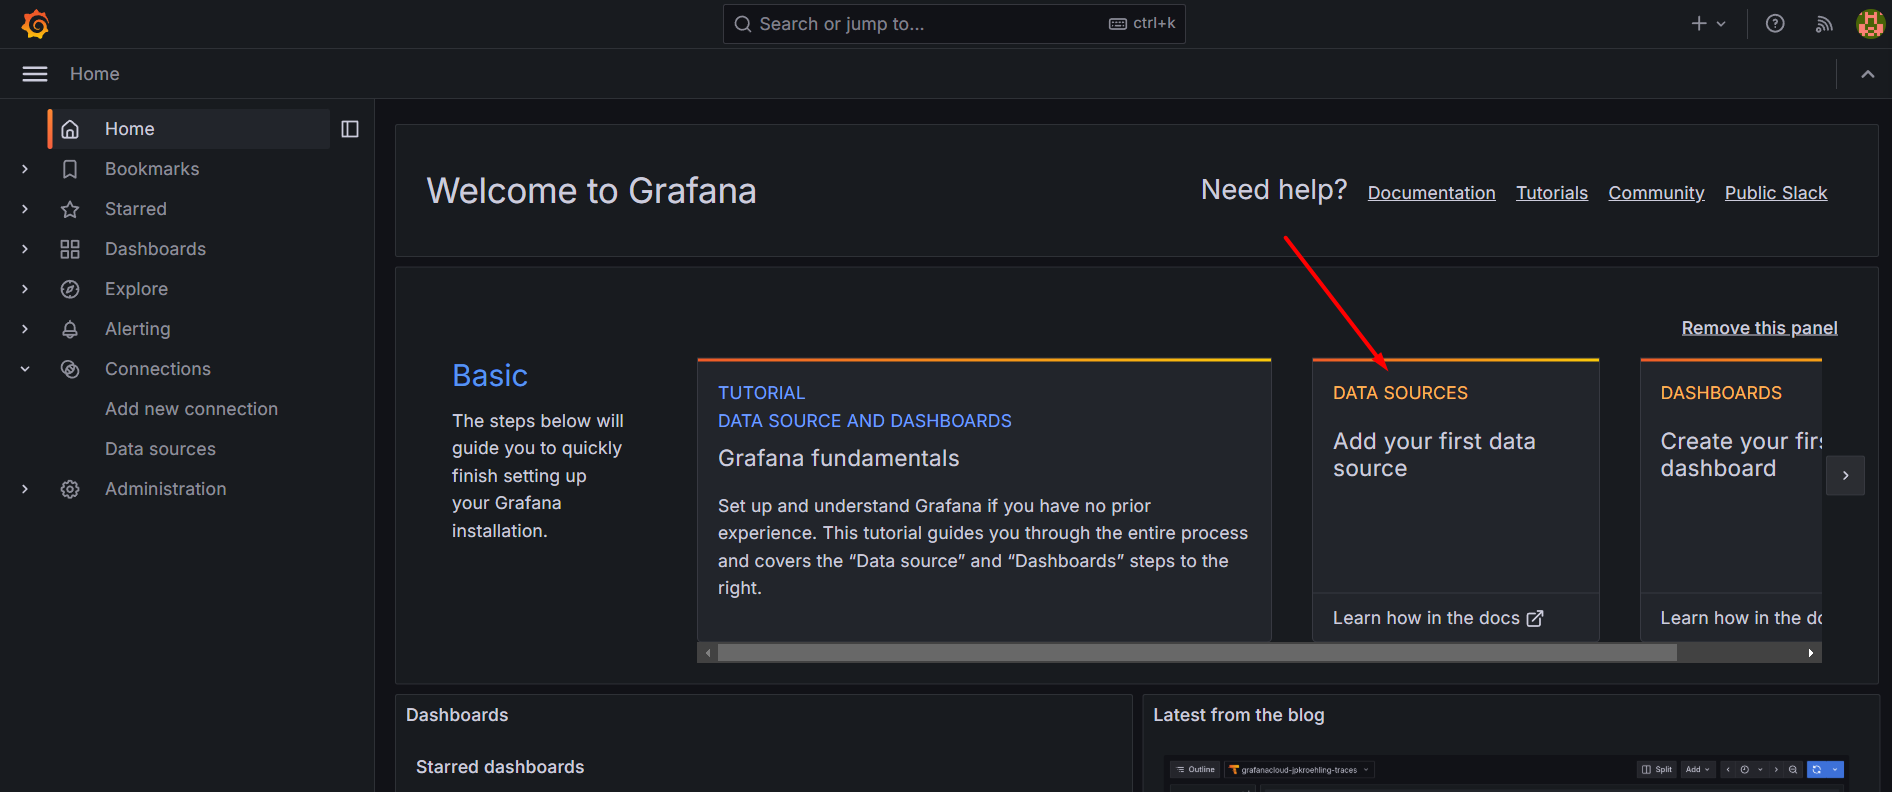 Search or jump to...
ctrl+k
Home
Home
Bookmarks
Starred
Dashboards
Explore
Alerting
Connections
Add new connection
Data sources
Administration
Welcome to Grafana
Need help?
Documentation
Tutorials
Community
Public Slack
Remove this panel
Basic
The steps below will
guide you to quickly
finish setting up
your Grafana
installation.
TUTORIAL
DATA SOURCE AND DASHBOARDS
Grafana fundamentals
Set up and understand Grafana if you have no prior
experience. This tutorial guides you through the entire process
and covers the “Data source” and “Dashboards” steps to the
right.
DATA SOURCES
Add your first data
source
Learn how in the docs
DASHBOARDS
Create your firs
dashboard
Learn how in the do
Dashboards
Starred dashboards
Latest from the blog
Outline
grafanacloud-jpkroehling-traces
Split
Add